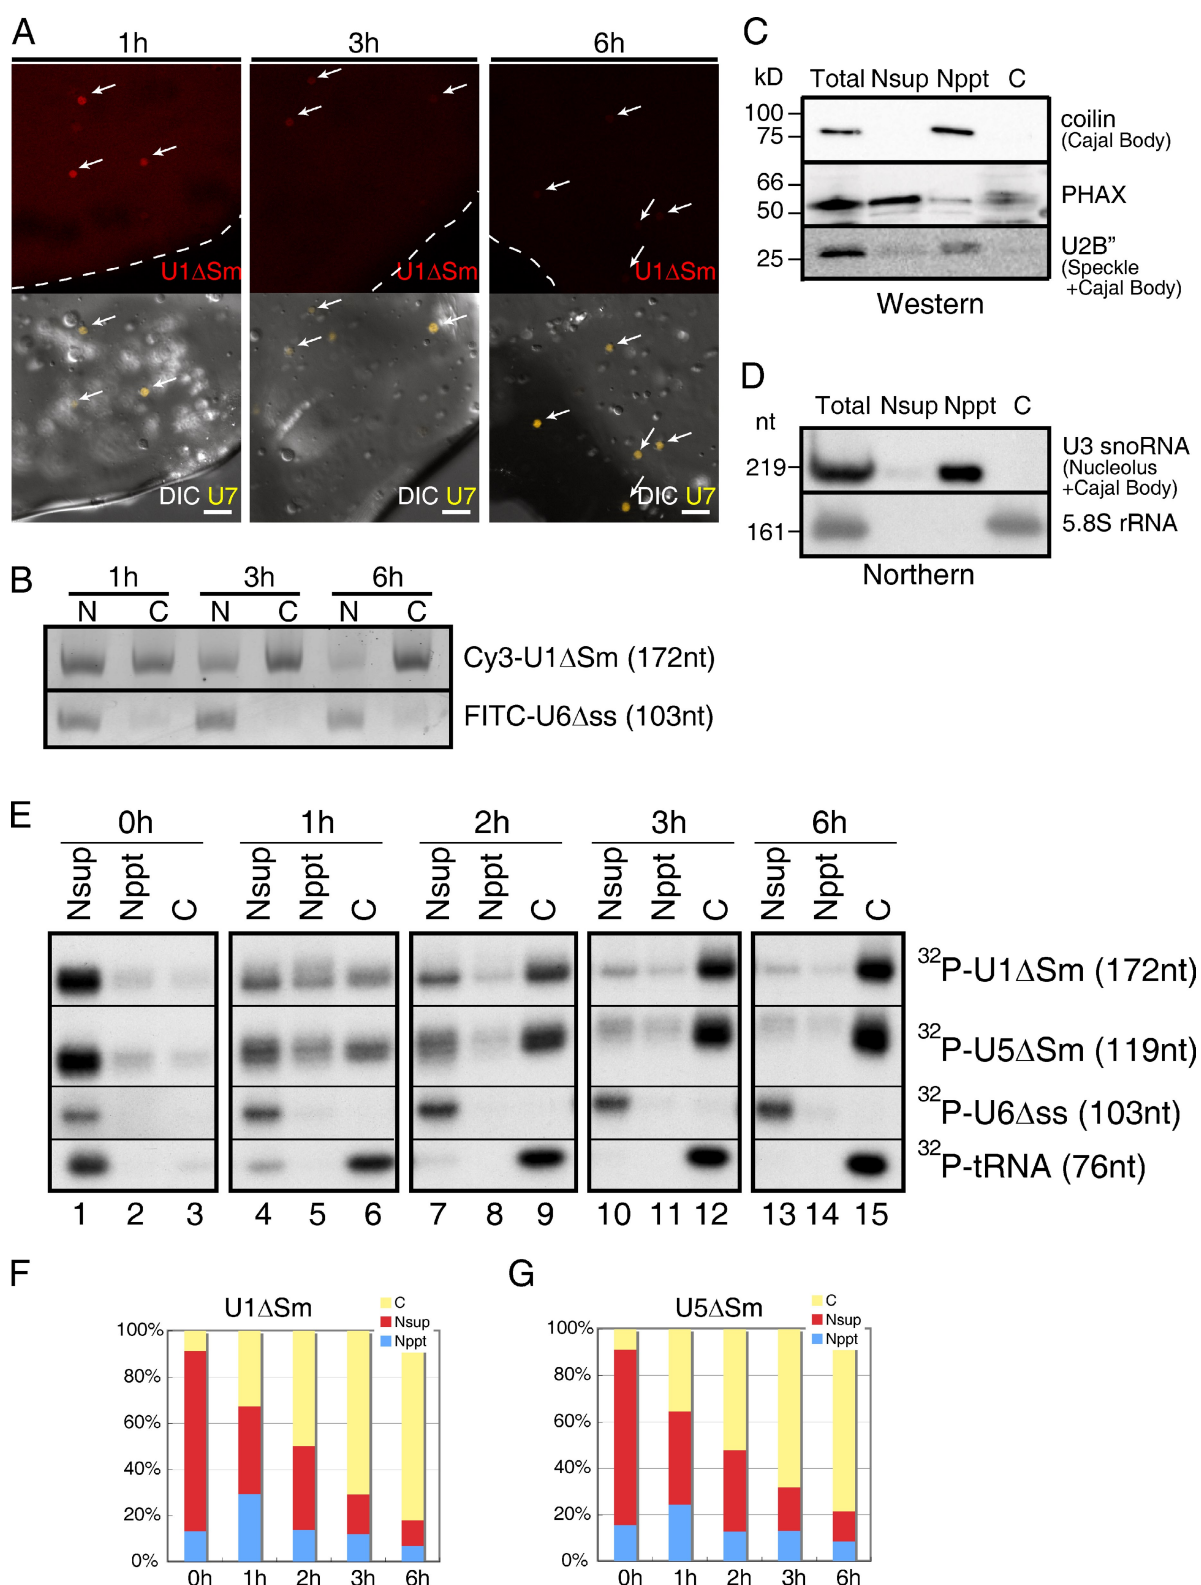 A
1h 3h 6h
U1ΔSm U1ΔSm U1ΔSm
DIC U7 DIC U7 DIC U7
B
1h 3h 6h
N C N C N C
Cy3-U1ΔSm (172nt)
FITC-U6Δss (103nt)
C
kD Total Nsup Nppt C
100
75
coilin
(Cajal Body)
66
50
PHAX
25
U2B”
(Speckle
+Cajal Body)
Western
D
nt Total Nsup Nppt C
219
U3 snoRNA
(Nucleolus
+Cajal Body)
161
5.8S rRNA
Northern
E
0h 1h 2h 3h 6h
Nsup Nppt C Nsup Nppt C Nsup Nppt C Nsup Nppt C Nsup Nppt C
32P-U1ΔSm (172nt)
32P-U5ΔSm (119nt)
32P-U6Δss (103nt)
32P-tRNA (76nt)
1 2 3 4 5 6 7 8 9 10 11 12 13 14 15
F
U1ΔSm
C
Nsup
Nppt
100%
80%
60%
40%
20%
0%
0h 1h 2h 3h 6h
G
U5ΔSm
C
Nsup
Nppt
100%
80%
60%
40%
20%
0%
0h 1h 2h 3h 6h